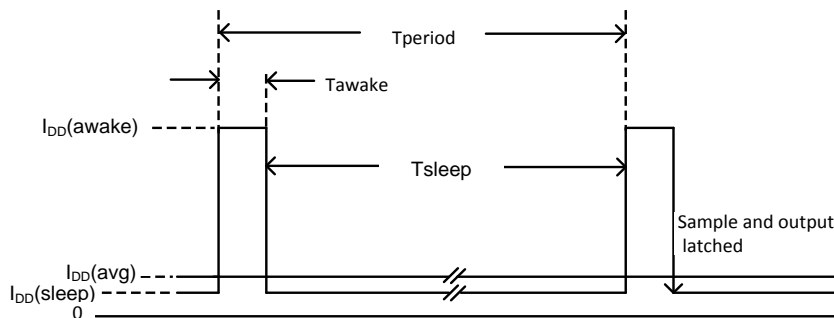 Tperiod
Tawake
IDD(awake)
Tsleep
Sample and output
latched
IDD(avg)
IDD(sleep)
0